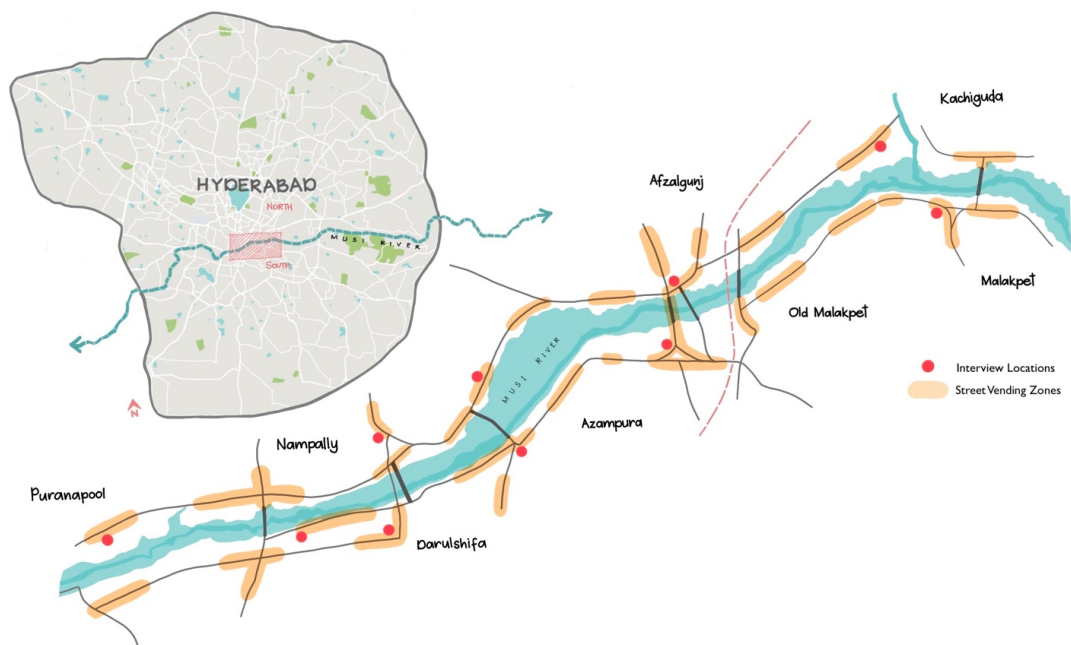 HYDERABAD
NORTH
MUSI RIVER
SOUTH
N
Kachiguda
Afzalgunj
Malakpet
Old Malakpet
Interview Locations
Street Vending Zones
MUSI RIVER
Azampura
Nampally
Puranapool
Darulshifa